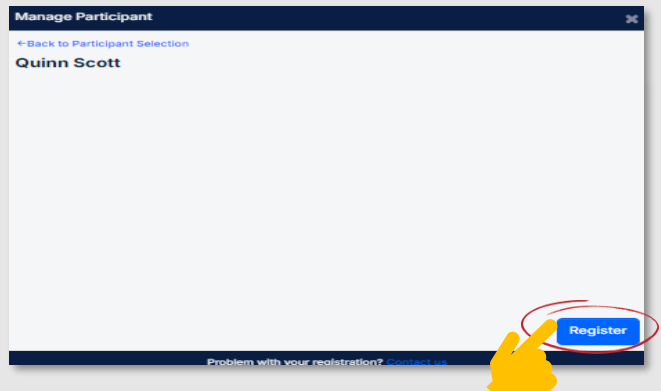 Manage Participant
←Back to Participant Selection
Quinn Scott
Register
Problem with your registration? Contact us